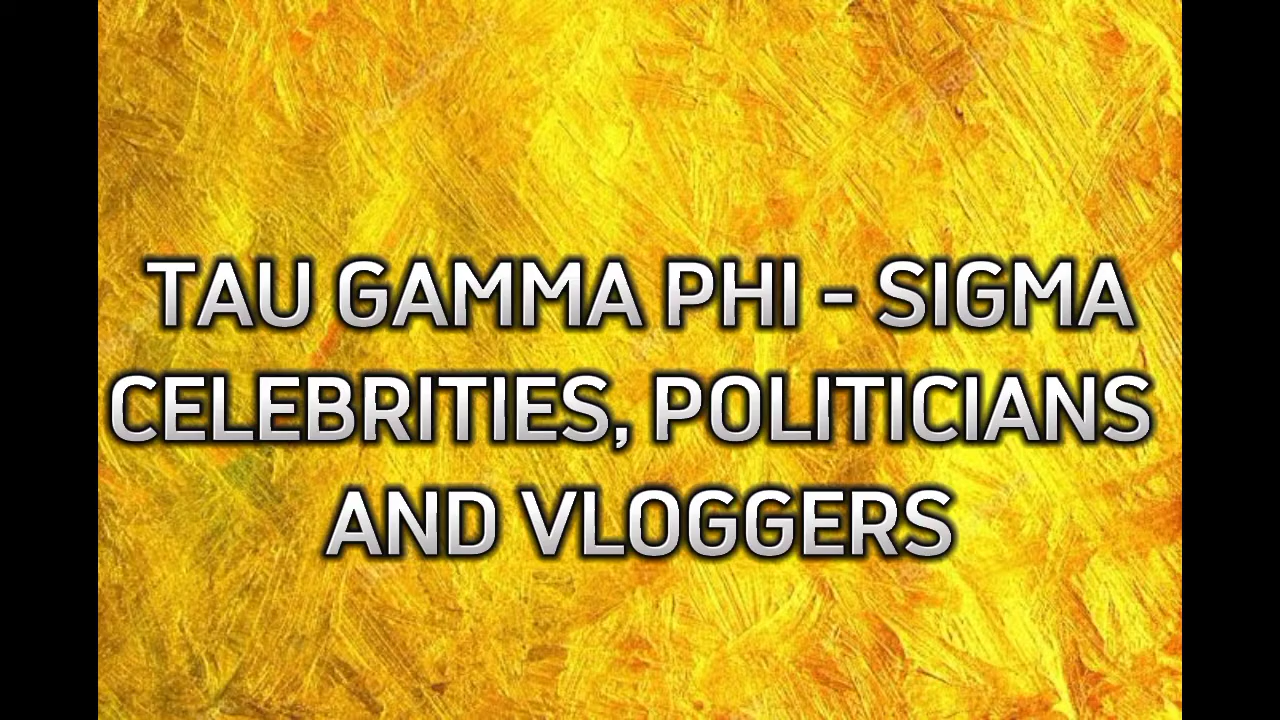 TAU GAMMA PHI - SIGMA
CELEBRITIES, POLITICIANS
AND VLOGGERS